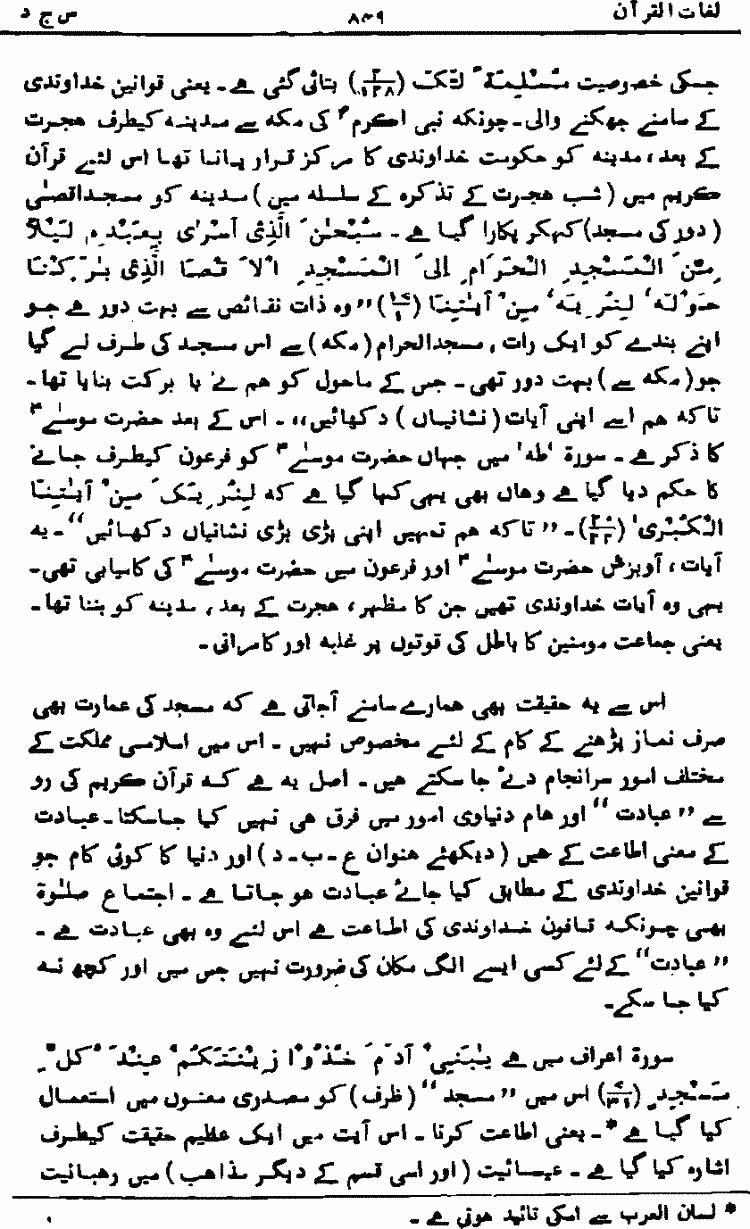 لغات القرآن ۸۴۹ س ج د
جسکی خصوصیت مُسْلِمَةً لَّکَ (۲/۱۲۸) بتائی گئی ہے۔ یعنی قوانین خداوندی
کے سامنے جھکنے والی۔ چونکہ نبی اکرمؐ کی مکہ سے مدینہ کیطرف ہجرت
کے بعد، مدینہ کو حکومت خداوندی کا مرکز قرار پانا تھا اس لئے قرآن
کریم میں (شب ہجرت کے تذکرہ کے سلسلہ میں) مدینہ کو مسجداقصیٰ
(دور کی مسجد) کہکر پکارا گیا ہے۔ سُبْحٰنَ الَّذِیْ اَسْرٰی بِعَبْدِہٖ لَیْلًا
مِّنَ الْمَسْجِدِ الْحَرَامِ اِلَی الْمَسْجِدِ الْاَقْصَا الَّذِیْ بٰرَکْنَا
حَوْلَہٗ لِنُرِیَہٗ مِنْ اٰیٰتِنَا (۱۷/۱) ”وہ ذات نقائص سے بہت دور ہے جو
اپنے بندے کو ایک رات، مسجدالحرام (مکہ) سے اس مسجد کی طرف لے گیا
جو (مکہ سے) بہت دور تھی۔ جس کے ماحول کو ہم نے با برکت بنایا تھا۔
تاکہ ہم اسے اپنی آیات (نشانیاں) دکھائیں،،۔ اس کے بعد حضرت موسیٰؑ
کا ذکر ہے۔ سورۃ ’طہ‘ میں جہاں حضرت موسیٰؑ کو فرعون کیطرف جانے
کا حکم دیا گیا ہے وہاں بھی یہی کہا گیا ہے کہ لِنُرِیَکَ مِنْ اٰیٰتِنَا
الْکُبْرٰی (۲۰/۲۳)۔ ”تاکہ ہم تمہیں اپنی بڑی بڑی نشانیاں دکھائیں“۔ یہ
آیات، آویزش حضرت موسیٰؑ اور فرعون میں حضرت موسیٰؑ کی کامیابی تھی۔
یہی وہ آیات خداوندی تھیں جن کا مظہر، ہجرت کے بعد، مدینہ کو بننا تھا۔
یعنی جماعت مومنین کا باطل کی قوتوں پر غلبہ اور کامرانی۔
اس سے یہ حقیقت بھی ہمارے سامنے آجاتی ہے کہ مسجد کی عمارت بھی
صرف نماز پڑھنے کے کام کے لئے مخصوص نہیں۔ اس میں اسلامی مملکت کے
مختلف امور سرانجام دئے جا سکتے ہیں۔ اصل یہ ہے کہ قرآن کریم کی رو
سے ”عبادت“ اور عام دنیاوی امور میں فرق ہی نہیں کیا جاسکتا۔ عبادت
کے معنی اطاعت کے ہیں (دیکھئے عنوان ع۔ب۔د) اور دنیا کا کوئی کام جو
قوانین خداوندی کے مطابق کیا جائے عبادت ہو جاتا ہے۔ اجتماع صلٰوۃ
بھی چونکہ قانون خداوندی کی اطاعت ہے اس لئے وہ بھی عبادت ہے۔
”عبادت“ کےلئے کسی ایسے الگ مکان کی ضرورت نہیں جس میں اور کچھ نہ
کیا جا سکے۔
سورۃ اعراف میں ہے یٰبَنِیْ اٰدَمَ خُذُوْا زِیْنَتَکُمْ عِنْدَ کُلِّ
مَسْجِدٍ (۷/۳۱) اس میں ”مسجد“ (ظرف) کو مصدری معنوں میں استعمال
کیا گیا ہے*۔ یعنی اطاعت کرنا۔ اس آیت میں ایک عظیم حقیقت کیطرف
اشارہ کیا گیا ہے۔ عیسائیت (اور اسی قسم کے دیگر مذاہب) میں رہبانیت
* لسان العرب سے اسکی تائید ہوتی ہے۔